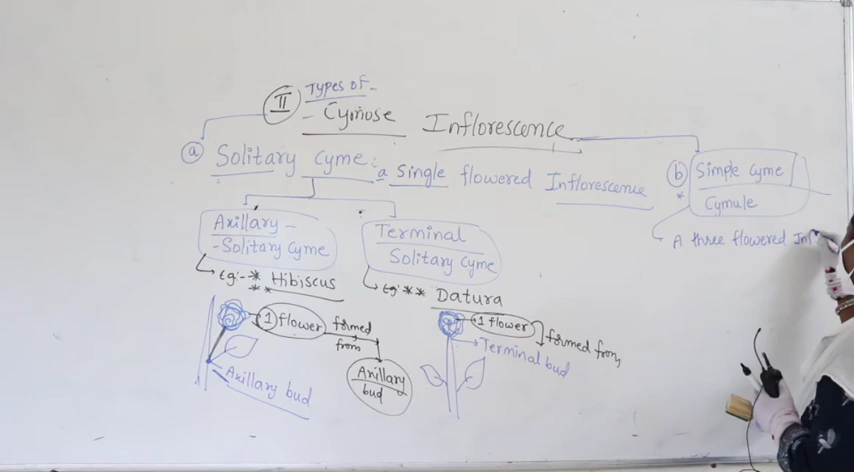 II Types of -
- Cymose Inflorescence
a Solitary Cyme: a single flowered Inflorescence
Axillary -
- Solitary Cyme
Eg:- * Hibiscus
**
1 flower formed
from
Axillary
bud
Axillary bud
Terminal
Solitary Cyme
Eg: ** Datura
1 flower
Terminal bud
formed from,
b Simple Cyme
* Cymule
A three flowered